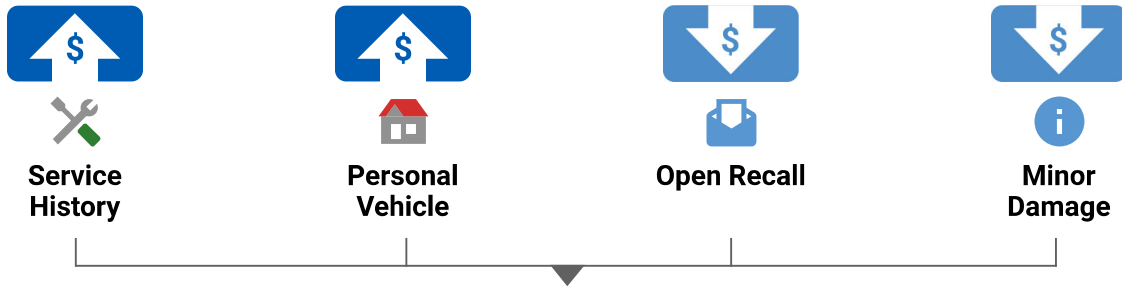 $
$
$
$
Service
History
Personal
Vehicle
Open Recall
Minor
Damage